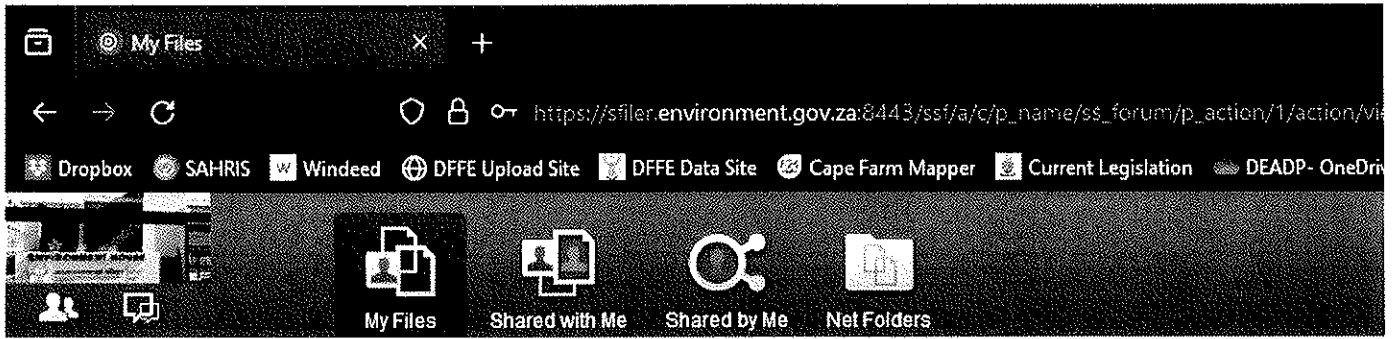 My Files
https://sfiler.environment.gov.za:8443/ssf/a/c/p_name/ss_forum/p_action/1/action/vie
Dropbox SAHRIS Windeed DFFE Upload Site DFFE Data Site Cape Farm Mapper Current Legislation DEADP- OneDriv
My Files Shared with Me Shared by Me Net Folders